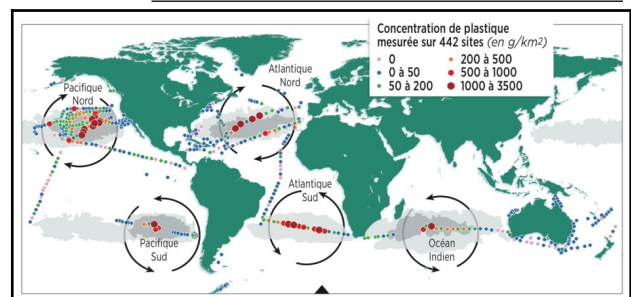 Concentration de plastique
mesurée sur 442 sites (en g/km2)
0
0 à 50
50 à 200
200 à 500
500 à 1000
1000 à 3500
Pacifique
Nord
Atlantique
Nord
Pacifique
Sud
Atlantique
Sud
Océan
Indien